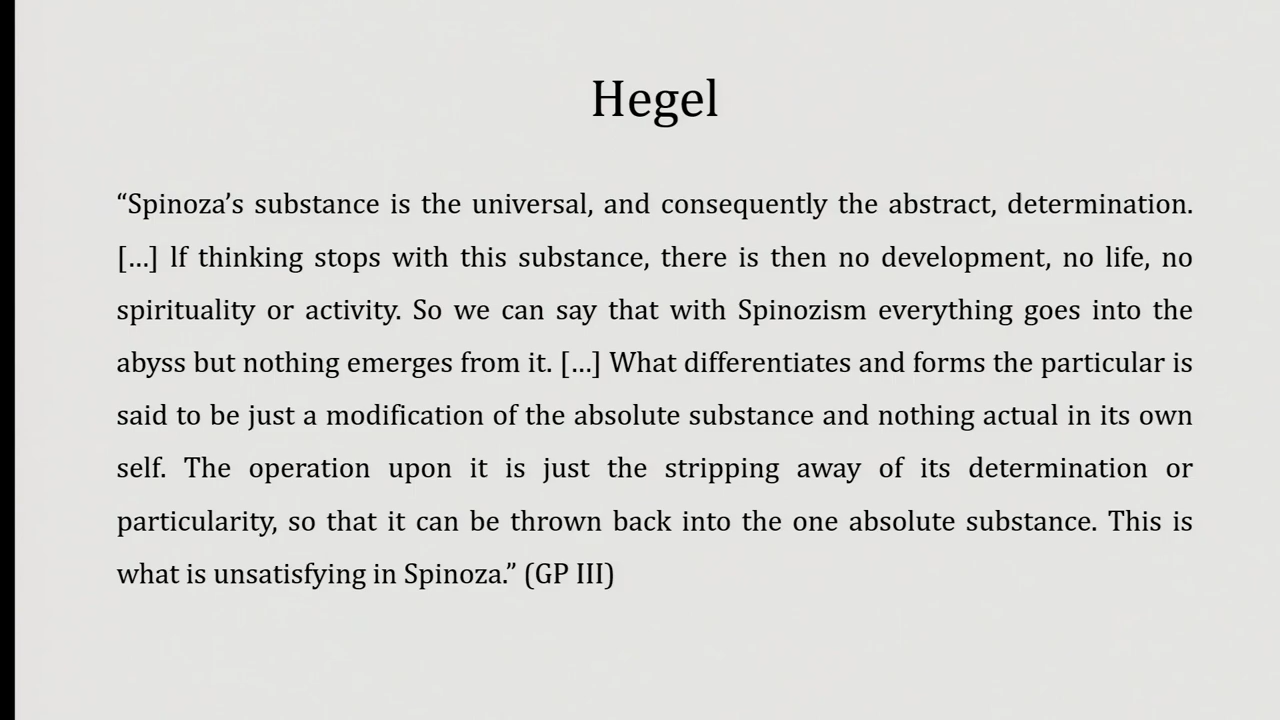 Hegel
“Spinoza’s substance is the universal, and consequently the abstract, determination.
[…] If thinking stops with this substance, there is then no development, no life, no
spirituality or activity. So we can say that with Spinozism everything goes into the
abyss but nothing emerges from it. […] What differentiates and forms the particular is
said to be just a modification of the absolute substance and nothing actual in its own
self. The operation upon it is just the stripping away of its determination or
particularity, so that it can be thrown back into the one absolute substance. This is
what is unsatisfying in Spinoza.” (GP III)